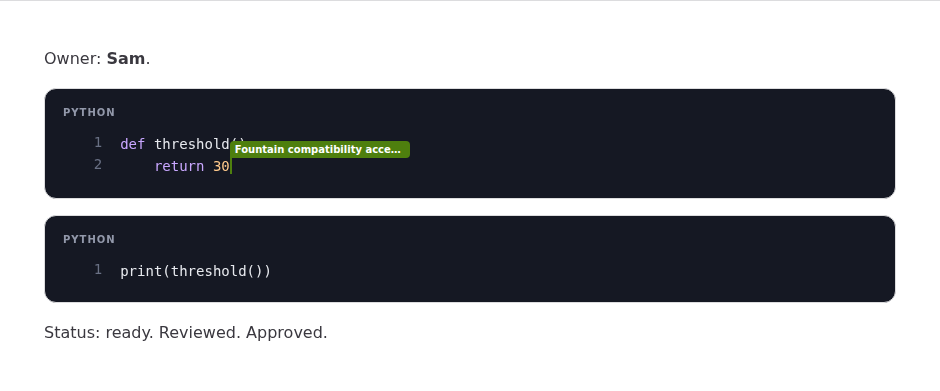 Owner: Sam.
PYTHON
1 def threshold()
Fountain compatibility acce…
2 return 30
PYTHON
1 print(threshold())
Status: ready. Reviewed. Approved.